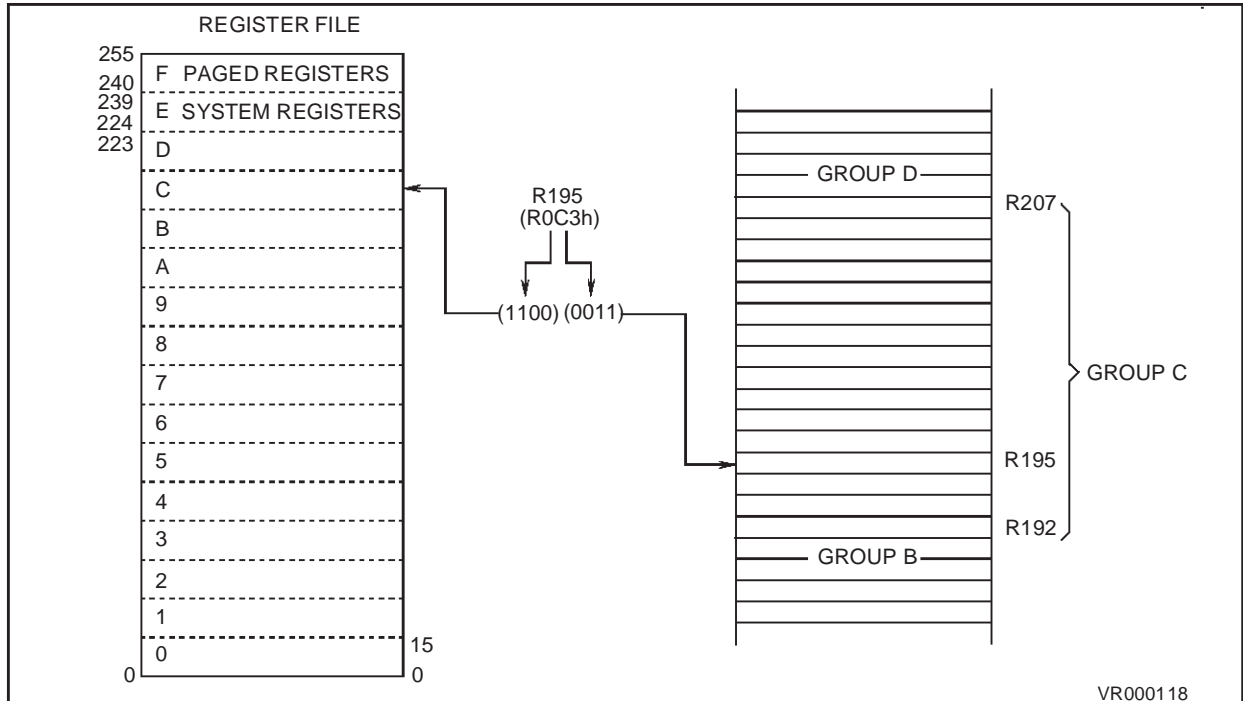 REGISTER FILE
255
240
239
224
223
F PAGED REGISTERS
E SYSTEM REGISTERS
D
C
B
A
9
8
7
6
5
4
3
2
1
0
15
0
0
R195
(R0C3h)
(1100) (0011)
GROUP D
R207
GROUP C
R195
R192
GROUP B
VR000118